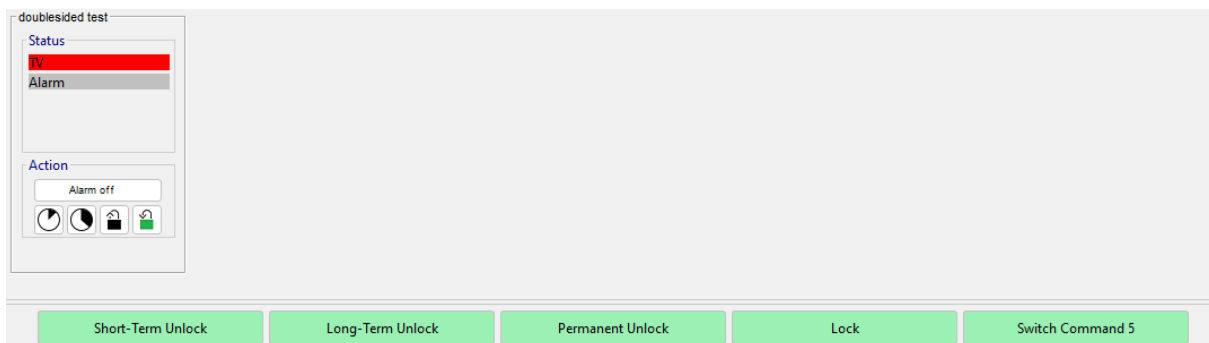 doublesided test
Status
TV
Alarm
Action
Alarm off
Short-Term Unlock Long-Term Unlock Permanent Unlock Lock Switch Command 5